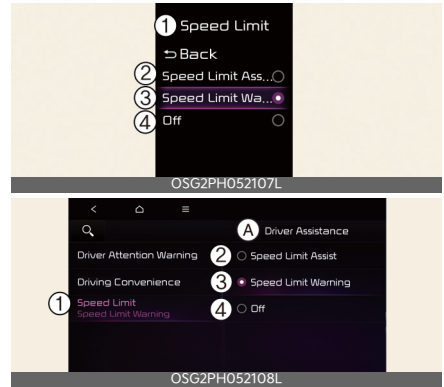 ① Speed Limit
Back
② Speed Limit Ass...
③ Speed Limit Wa...
④ Off
OSG2PH052107L
Ⓐ Driver Assistance
Driver Attention Warning
② Speed Limit Assist
Driving Convenience
③ Speed Limit Warning
① Speed Limit
Speed Limit Warning
④ Off
OSG2PH052108L